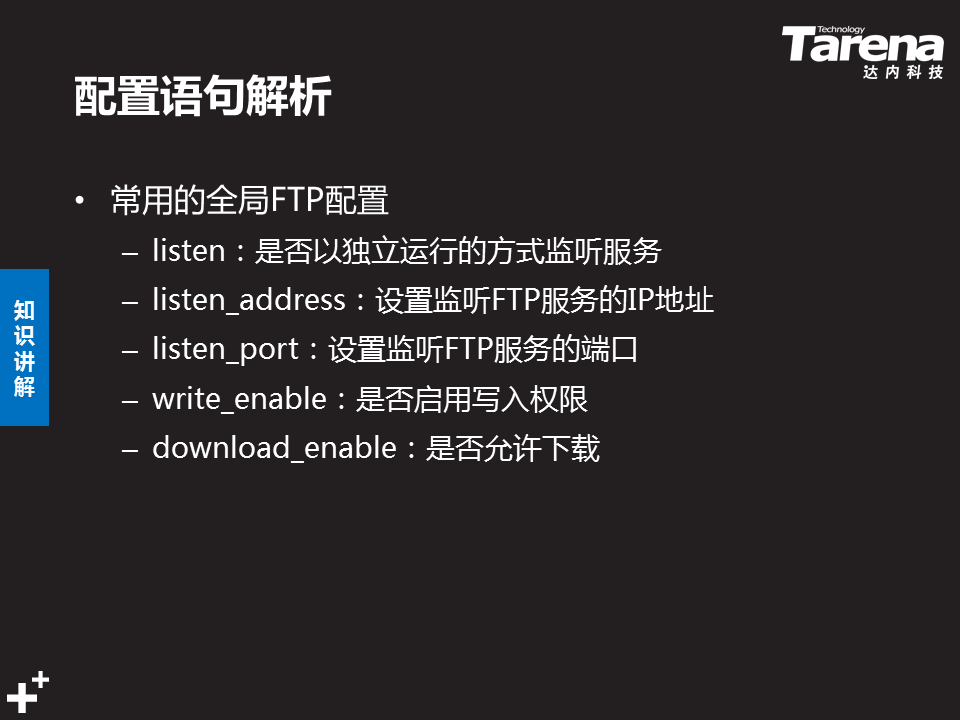 Technology
Tarena
达内科技
配置语句解析
• 常用的全局FTP配置
– listen：是否以独立运行的方式监听服务
– listen_address：设置监听FTP服务的IP地址
– listen_port：设置监听FTP服务的端口
– write_enable：是否启用写入权限
– download_enable：是否允许下载
知识讲解